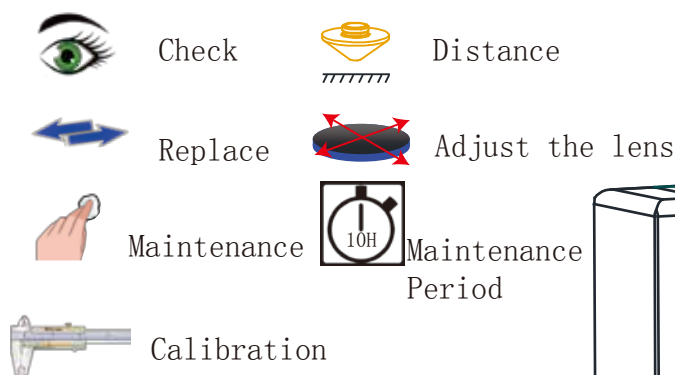 Check
Distance
Replace
Adjust the lens
10H
Maintenance
Maintenance
Period
Calibration